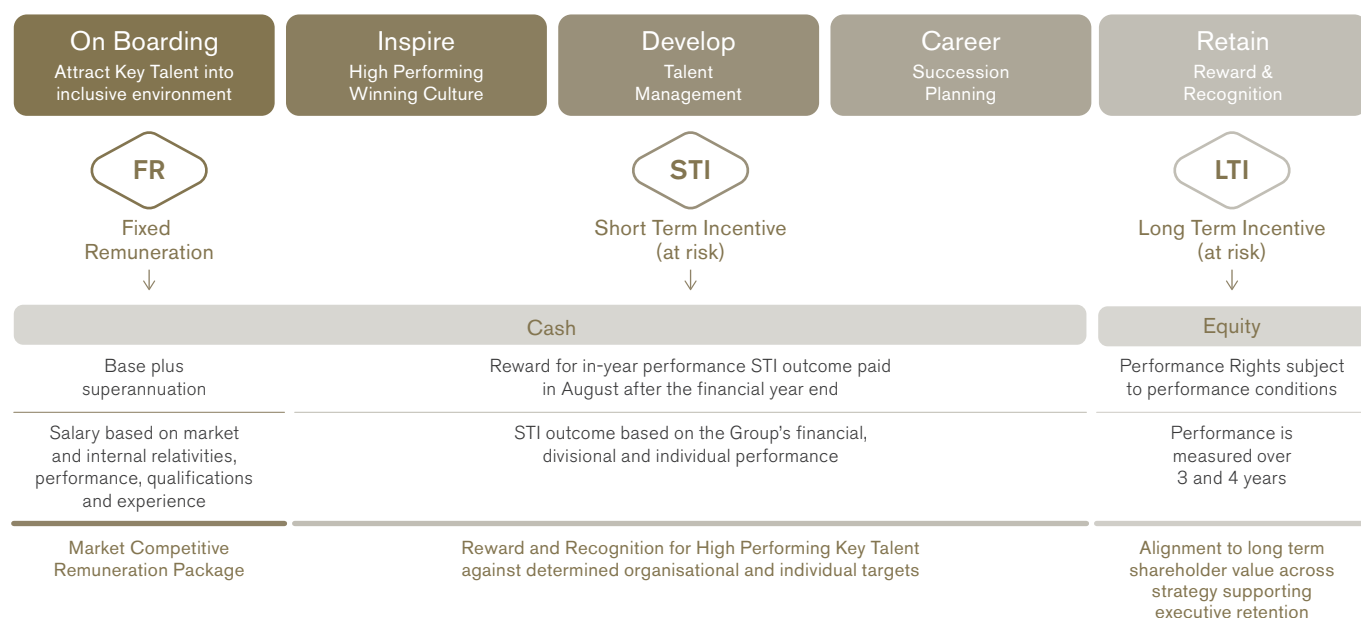 On Boarding
Attract Key Talent into
inclusive environment
Inspire
High Performing
Winning Culture
Develop
Talent
Management
Career
Succession
Planning
Retain
Reward &
Recognition
FR
Fixed
Remuneration
STI
Short Term Incentive
(at risk)
LTI
Long Term Incentive
(at risk)
Cash
Equity
Base plus
superannuation
Reward for in-year performance STI outcome paid
in August after the financial year end
Performance Rights subject
to performance conditions
Salary based on market
and internal relativities,
performance, qualifications
and experience
STI outcome based on the Group's financial,
divisional and individual performance
Performance is
measured over
3 and 4 years
Market Competitive
Remuneration Package
Reward and Recognition for High Performing Key Talent
against determined organisational and individual targets
Alignment to long term
shareholder value across
strategy supporting
executive retention